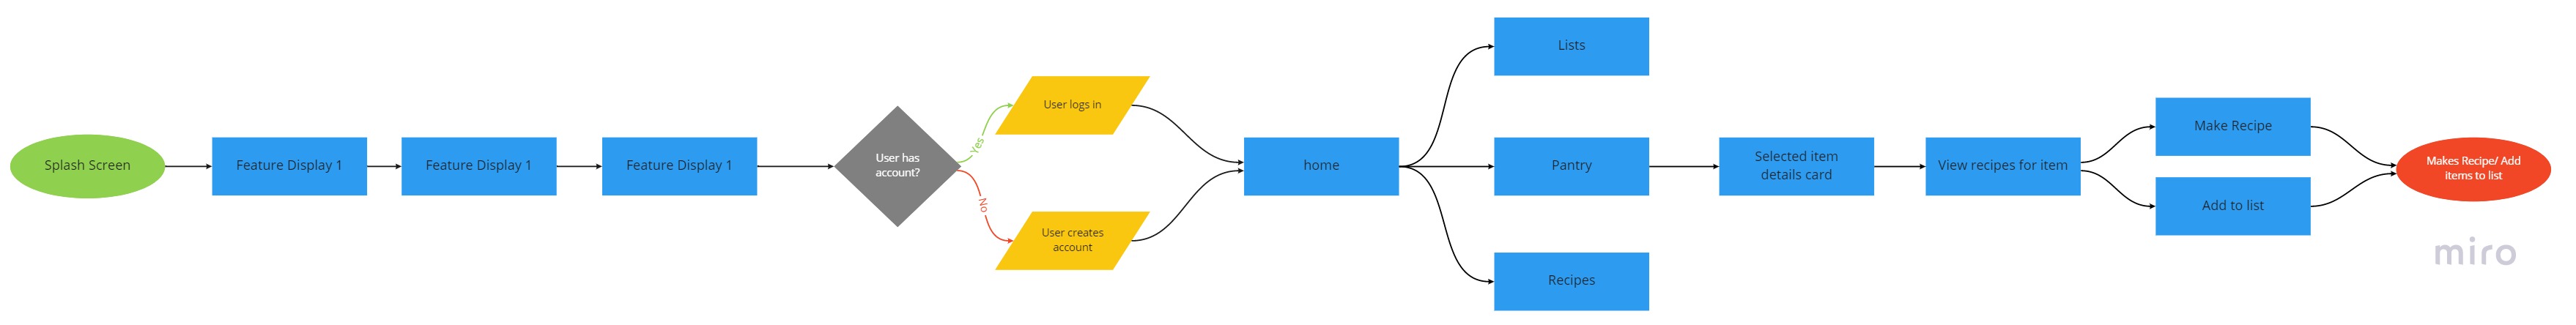 Splash Screen
Feature Display 1
Feature Display 1
Feature Display 1
User has
account?
Yes
No
User logs in
User creates
account
home
Lists
Pantry
Recipes
Selected item
details card
View recipes for item
Make Recipe
Add to list
Makes Recipe/ Add
items to list
miro